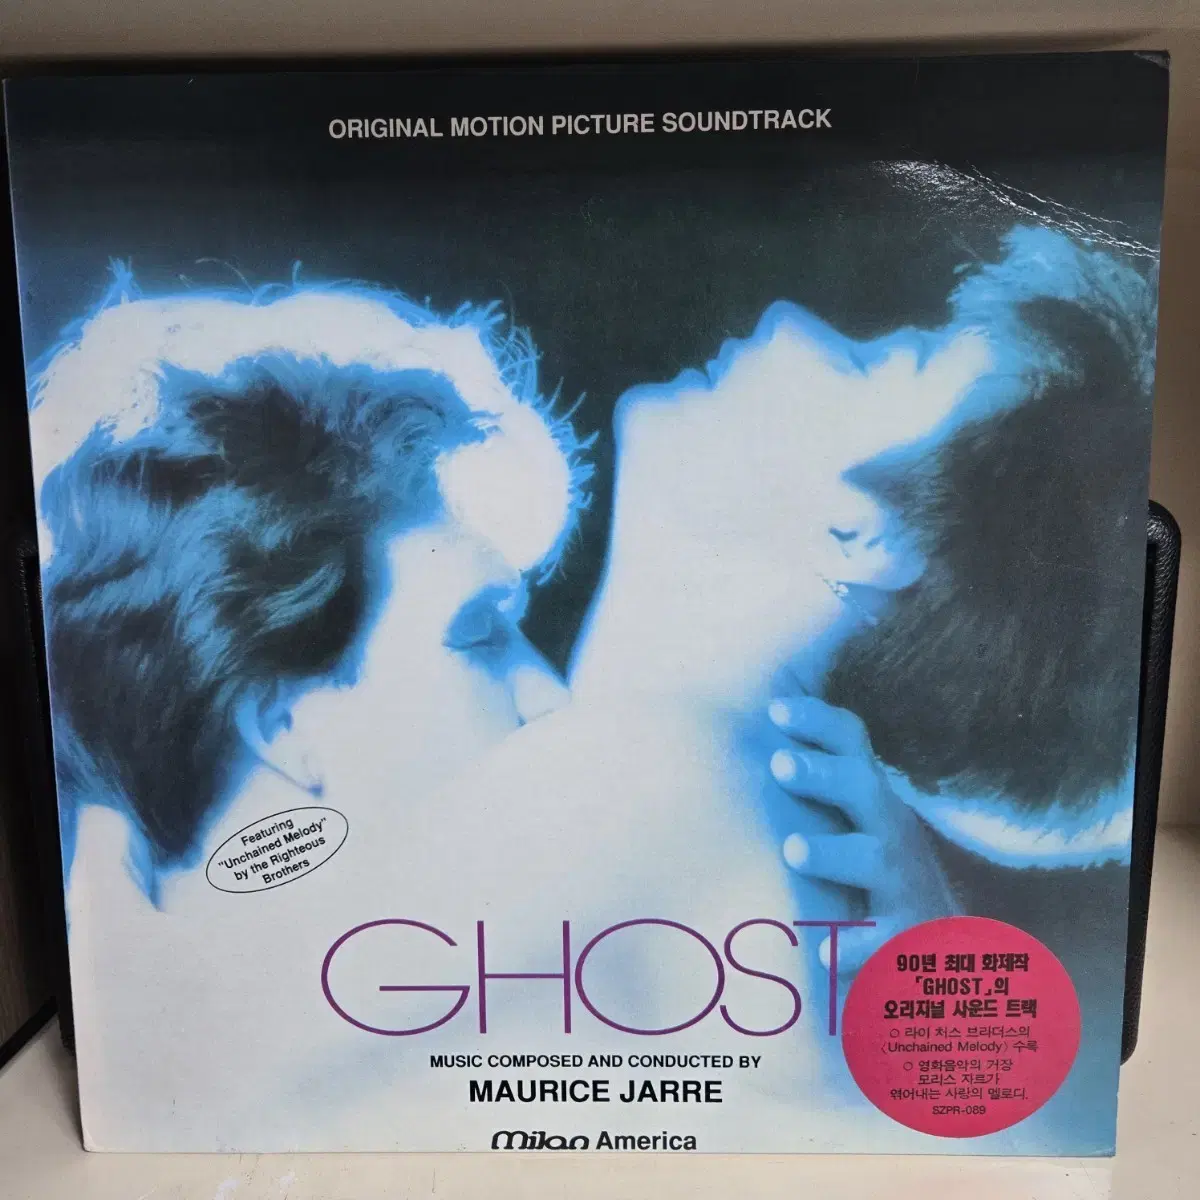 ORIGINAL MOTION PICTURE SOUNDTRACK
Featuring
"Unchained Melody"
by the Righteous
Brothers
GHOST
MUSIC COMPOSED AND CONDUCTED BY
MAURICE JARRE
milan America
90년 최대 화제작
「GHOST」의
오리지널 사운드 트랙
○ 라이 처스 브라더스의
〈Unchained Melody〉 수록
○ 영화음악의 거장
모리스 자르가
엮어내는 사랑의 멜로디.
SZPR-089